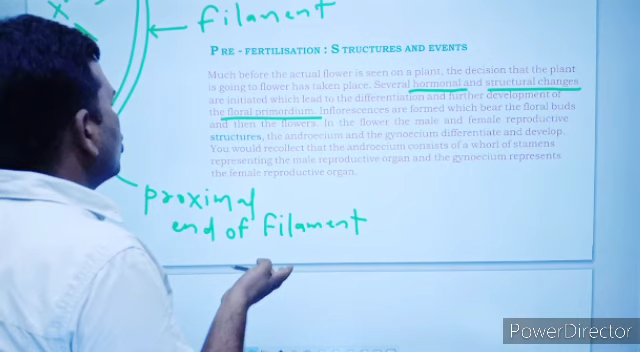 filament
PRE-FERTILISATION : STRUCTURES AND EVENTS
Much before the actual flower is seen on a plant, the decision that the plant
is going to flower has taken place. Several hormonal and structural changes
are initiated which lead to the differentiation and further development of
the floral primordium. Inflorescences are formed which bear the floral buds
and then the flowers. In the flower the male and female reproductive
structures, the androecium and the gynoecium differentiate and develop.
You would recollect that the androecium consists of a whorl of stamens
representing the male reproductive organ and the gynoecium represents
the female reproductive organ.
proximal
end of filament
PowerDirector